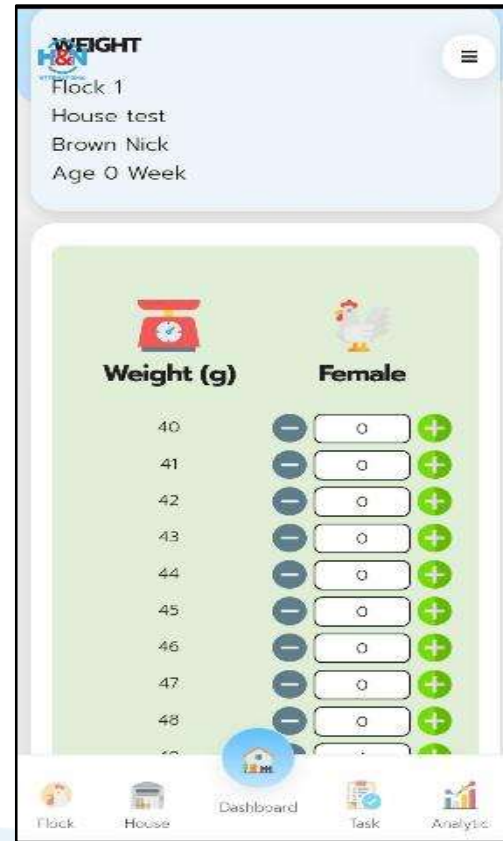 WEIGHT
H&N
Flock 1
House test
Brown Nick
Age 0 Week
Weight (g) Female
40 0
41 0
42 0
43 0
44 0
45 0
46 0
47 0
48 0
Flock House Dashboard Task Analytic